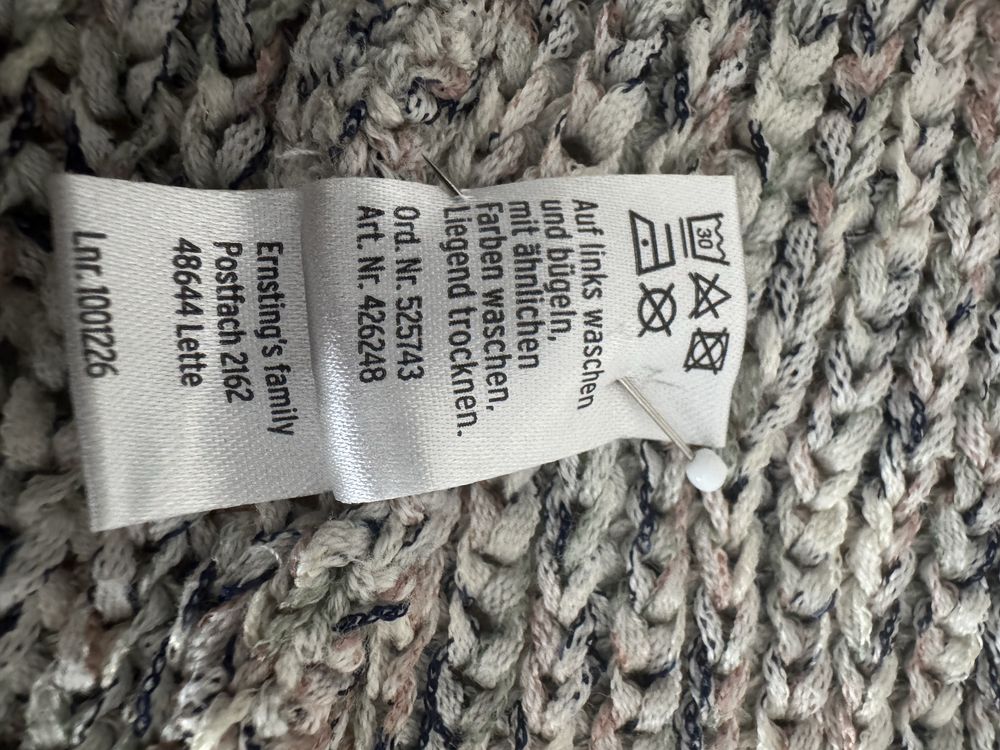 30
Auf links waschen
und bügeln,
mit ähnlichen
Farben waschen,
Liegend trocknen.
Ord. Nr. 525743
Art. Nr. 426248
Ernsting's family
Postfach 2162
48644 Lette
Lnr. 1001226